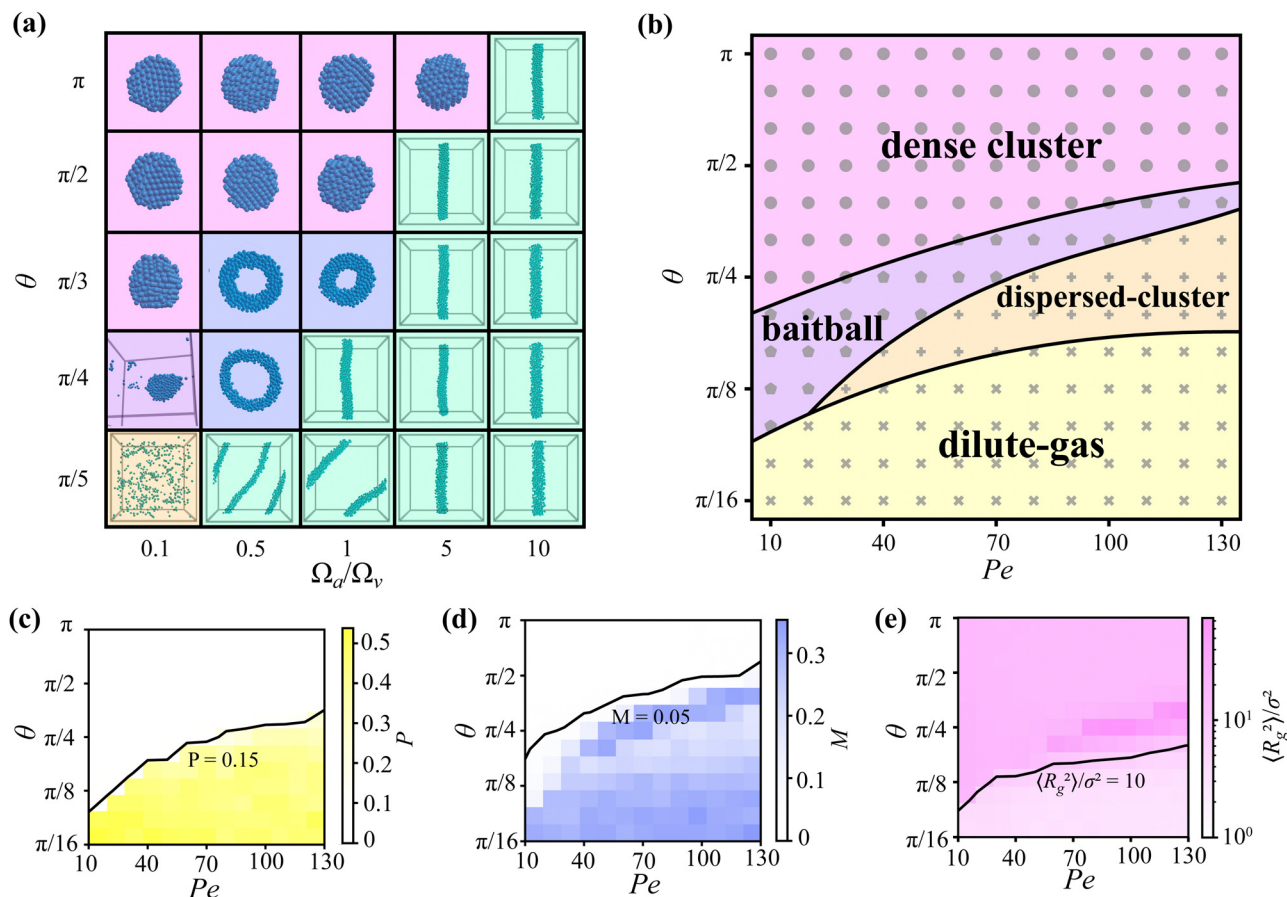 (a)
π
π/2
θ π/3
π/4
π/5
0.1 0.5 1 5 10
Ωₐ/Ωᵥ
(b)
π
π/2
θ
π/4
π/8
π/16
dense cluster
baitball
dispersed-cluster
dilute-gas
10 40 70 100 130
Pe
(c)
π
π/2
θ
π/4
π/8
π/16
P = 0.15
10 40 70 100 130
Pe
0.5
0.4
0.3
0.2
0.1
0
P
(d)
π
π/2
θ
π/4
π/8
π/16
M = 0.05
10 40 70 100 130
Pe
0.3
0.2
0.1
0
M
(e)
π
π/2
θ
π/4
π/8
π/16
⟨R_g²⟩/σ² = 10
10 40 70 100 130
Pe
10¹
10⁰
⟨R_g²⟩/σ²